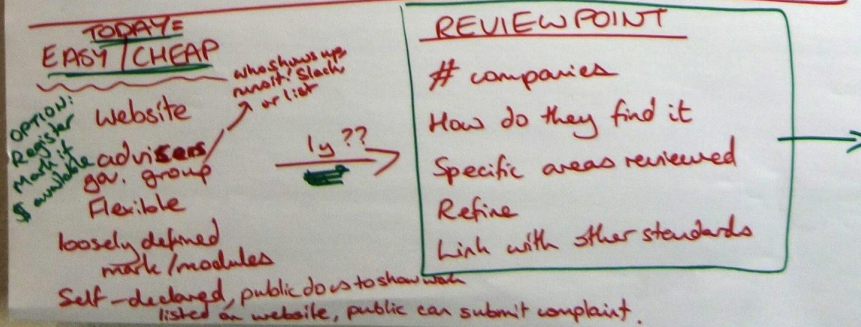 TODAY=
EASY/CHEAP
who shows up
run it! Slack
or list
OPTION:
Register
Mark if
$ available
website
advisers
gov. group
Flexible
loosely defined
mark/modules
Self-declared, public docs to show work
listed on website, public can submit complaint.
1y ??
REVIEW POINT
# companies
How do they find it
Specific areas reviewed
Refine
Link with other standards